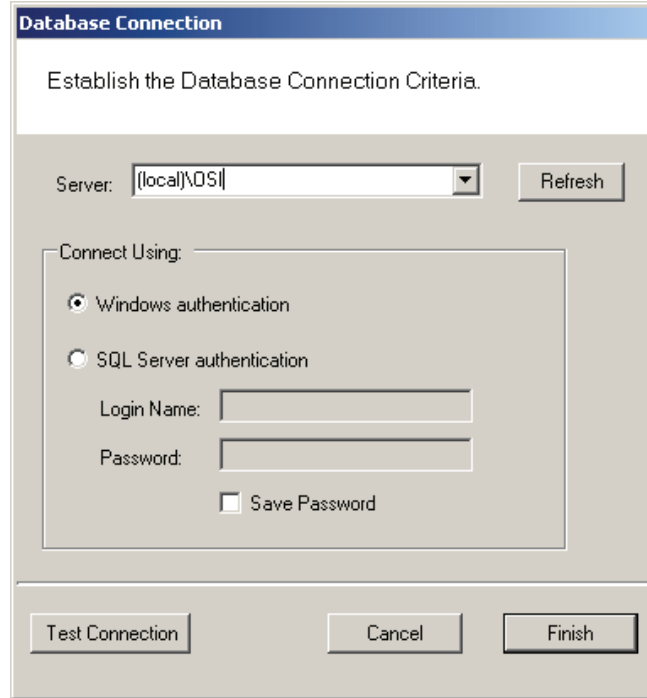 Database Connection
Establish the Database Connection Criteria.
Server: (local)\OSI Refresh
Connect Using:
Windows authentication
SQL Server authentication
Login Name:
Password:
Save Password
Test Connection Cancel Finish